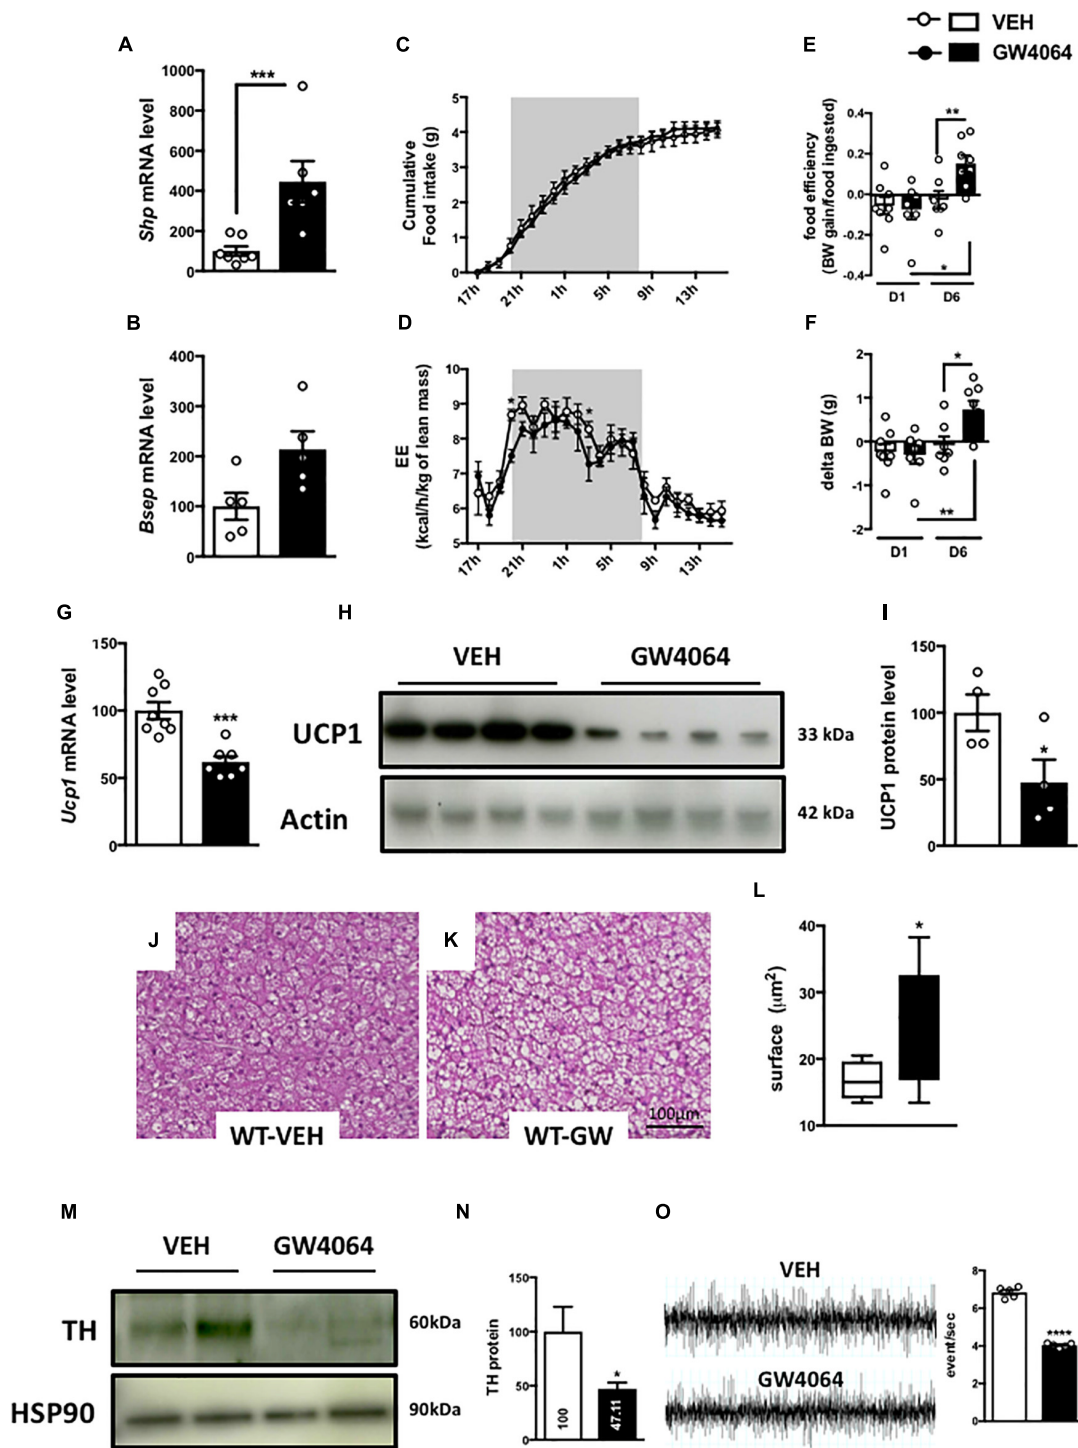 VEH
GW4064
A
Shp mRNA level
1000
800
600
400
200
0
***
B
Bsep mRNA level
400
300
200
100
0
C
Cumulative
Food intake (g)
5
4
3
2
1
0
17h 21h 1h 5h 9h 13h
D
EE
(kcal/h/kg of lean mass)
10
9
8
7
6
5
* *
17h 21h 1h 5h 9h 13h
E
food efficiency
(BW gain/food ingested)
0.4
0.2
0.0
-0.2
-0.4
**
*
D1 D6
F
delta BW (g)
2
1
0
-1
-2
*
**
D1 D6
G
Ucp1 mRNA level
150
100
50
0
***
H
VEH GW4064
UCP1 33 kDa
Actin 42 kDa
I
UCP1 protein level
150
100
50
0
*
J
WT-VEH
K
WT-GW
100µm
L
surface (µm²)
40
30
20
10
*
M
VEH GW4064
TH 60kDa
HSP90 90kDa
N
TH protein
150
100
50
0
*
100 47.11
O
VEH
GW4064
event/sec
8
6
4
2
0
****